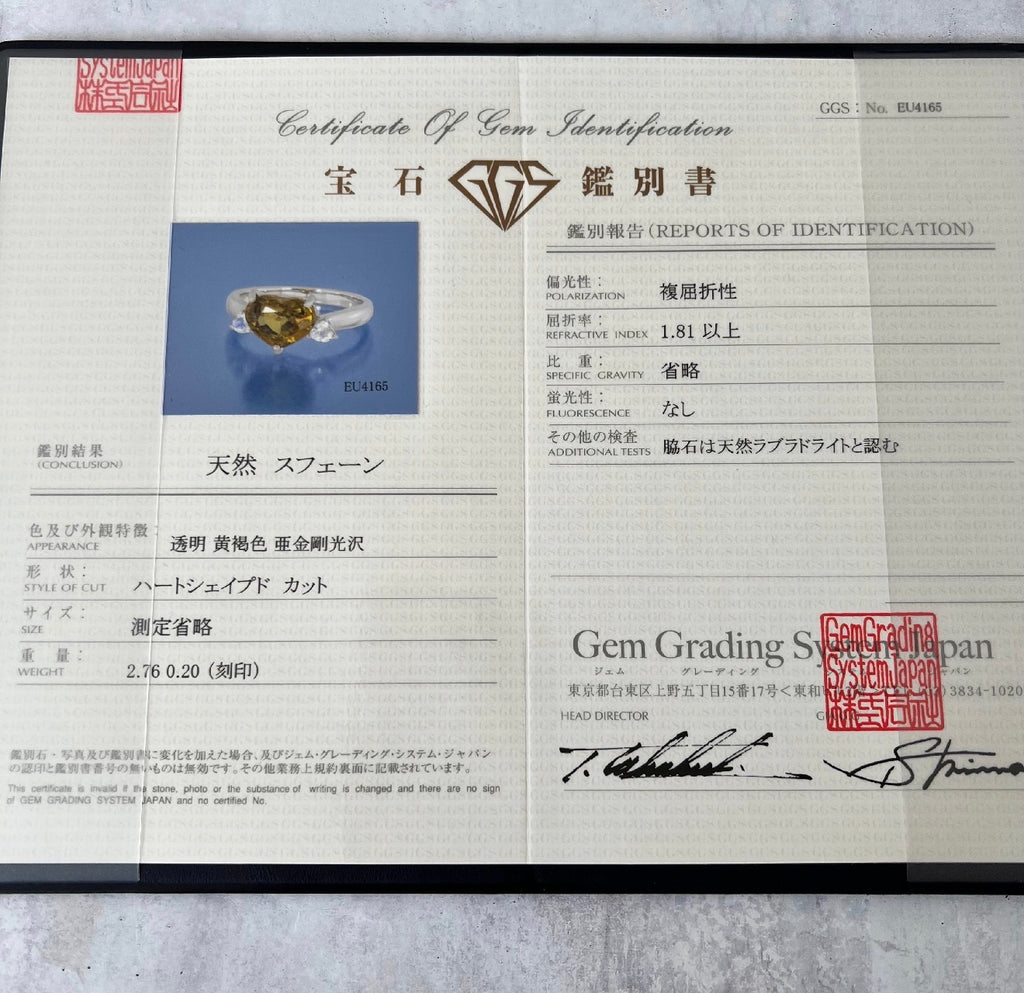 SystemJapan
株式会社
Certificate Of Gem Identification
GGS : No. EU4165
宝石 GGS 鑑別書
EU4165
鑑別結果
(CONCLUSION)
天然 スフェーン
色及び外観特徴:
APPEARANCE
透明 黄褐色 亜金剛光沢
形 状:
STYLE OF CUT
ハートシェイプド カット
サイズ:
SIZE
測定省略
重 量:
WEIGHT
2.76 0.20 (刻印)
鑑別石・写真及び鑑別書に変化を加えた場合、及びジェム・グレーディング・システム・ジャパン
の認印と鑑別書番号の無いものは無効です。その他業務上規約裏面に記載されています。
This certificate is invalid if the stone, photo or the substance of writing is changed and there are no sign
of GEM GRADING SYSTEM JAPAN and no certified No.
鑑別報告(REPORTS OF IDENTIFICATION)
偏光性:
POLARIZATION
複屈折性
屈折率:
REFRACTIVE INDEX
1.81 以上
比 重:
SPECIFIC GRAVITY
省略
蛍光性:
FLUORESCENCE
なし
その他の検査
ADDITIONAL TESTS
脇石は天然ラブラドライトと認む
Gem Grading System Japan
ジェム グレーディング
東京都台東区上野五丁目15番17号<東和 3834-1020
HEAD DIRECTOR
GemGrading
SystemJapan
株式会社